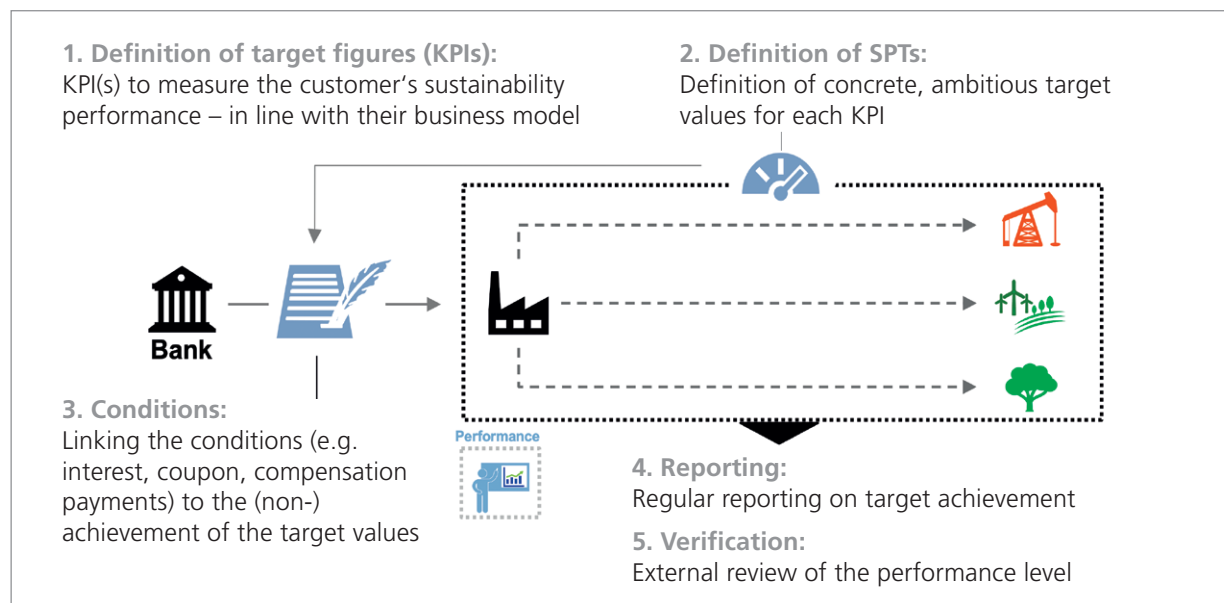 1. Definition of target figures (KPIs):
KPI(s) to measure the customer‘s sustainability
performance – in line with their business model
2. Definition of SPTs:
Definition of concrete, ambitious target
values for each KPI
Bank
3. Conditions:
Linking the conditions (e.g.
interest, coupon, compensation
payments) to the (non-)
achievement of the target values
Performance
4. Reporting:
Regular reporting on target achievement
5. Verification:
External review of the performance level